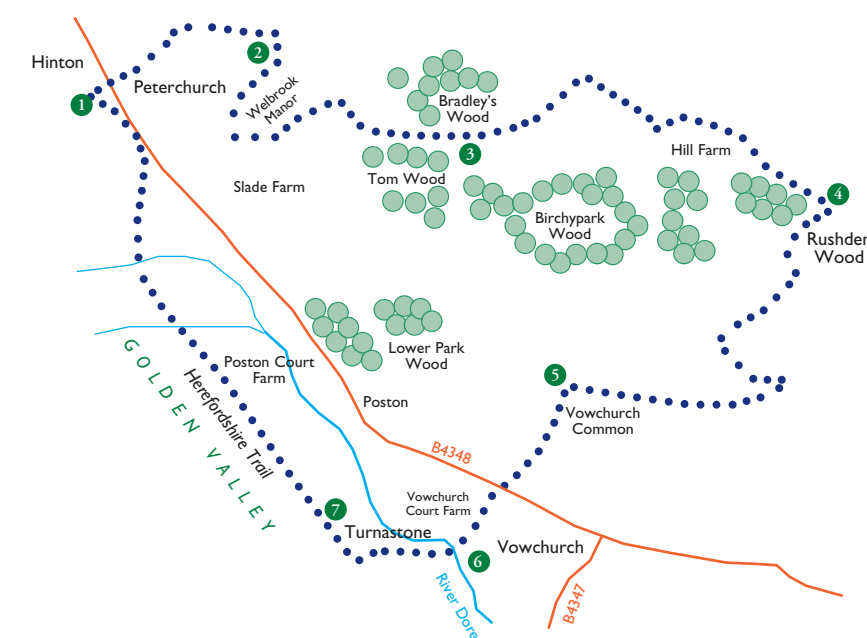 Hinton
1
2
Peterchurch
Welbrook
Manor
Bradley's
Wood
3
Hill Farm
Tom Wood
Slade Farm
4
Birchypark
Wood
Rushden
Wood
GOLDEN VALLEY
Herefordshire Trail
Poston Court
Farm
Lower Park
Wood
5
Poston
Vowchurch
Common
B4348
Vowchurch
Court Farm
7
Turnastone
6
Vowchurch
River Dore
B4347